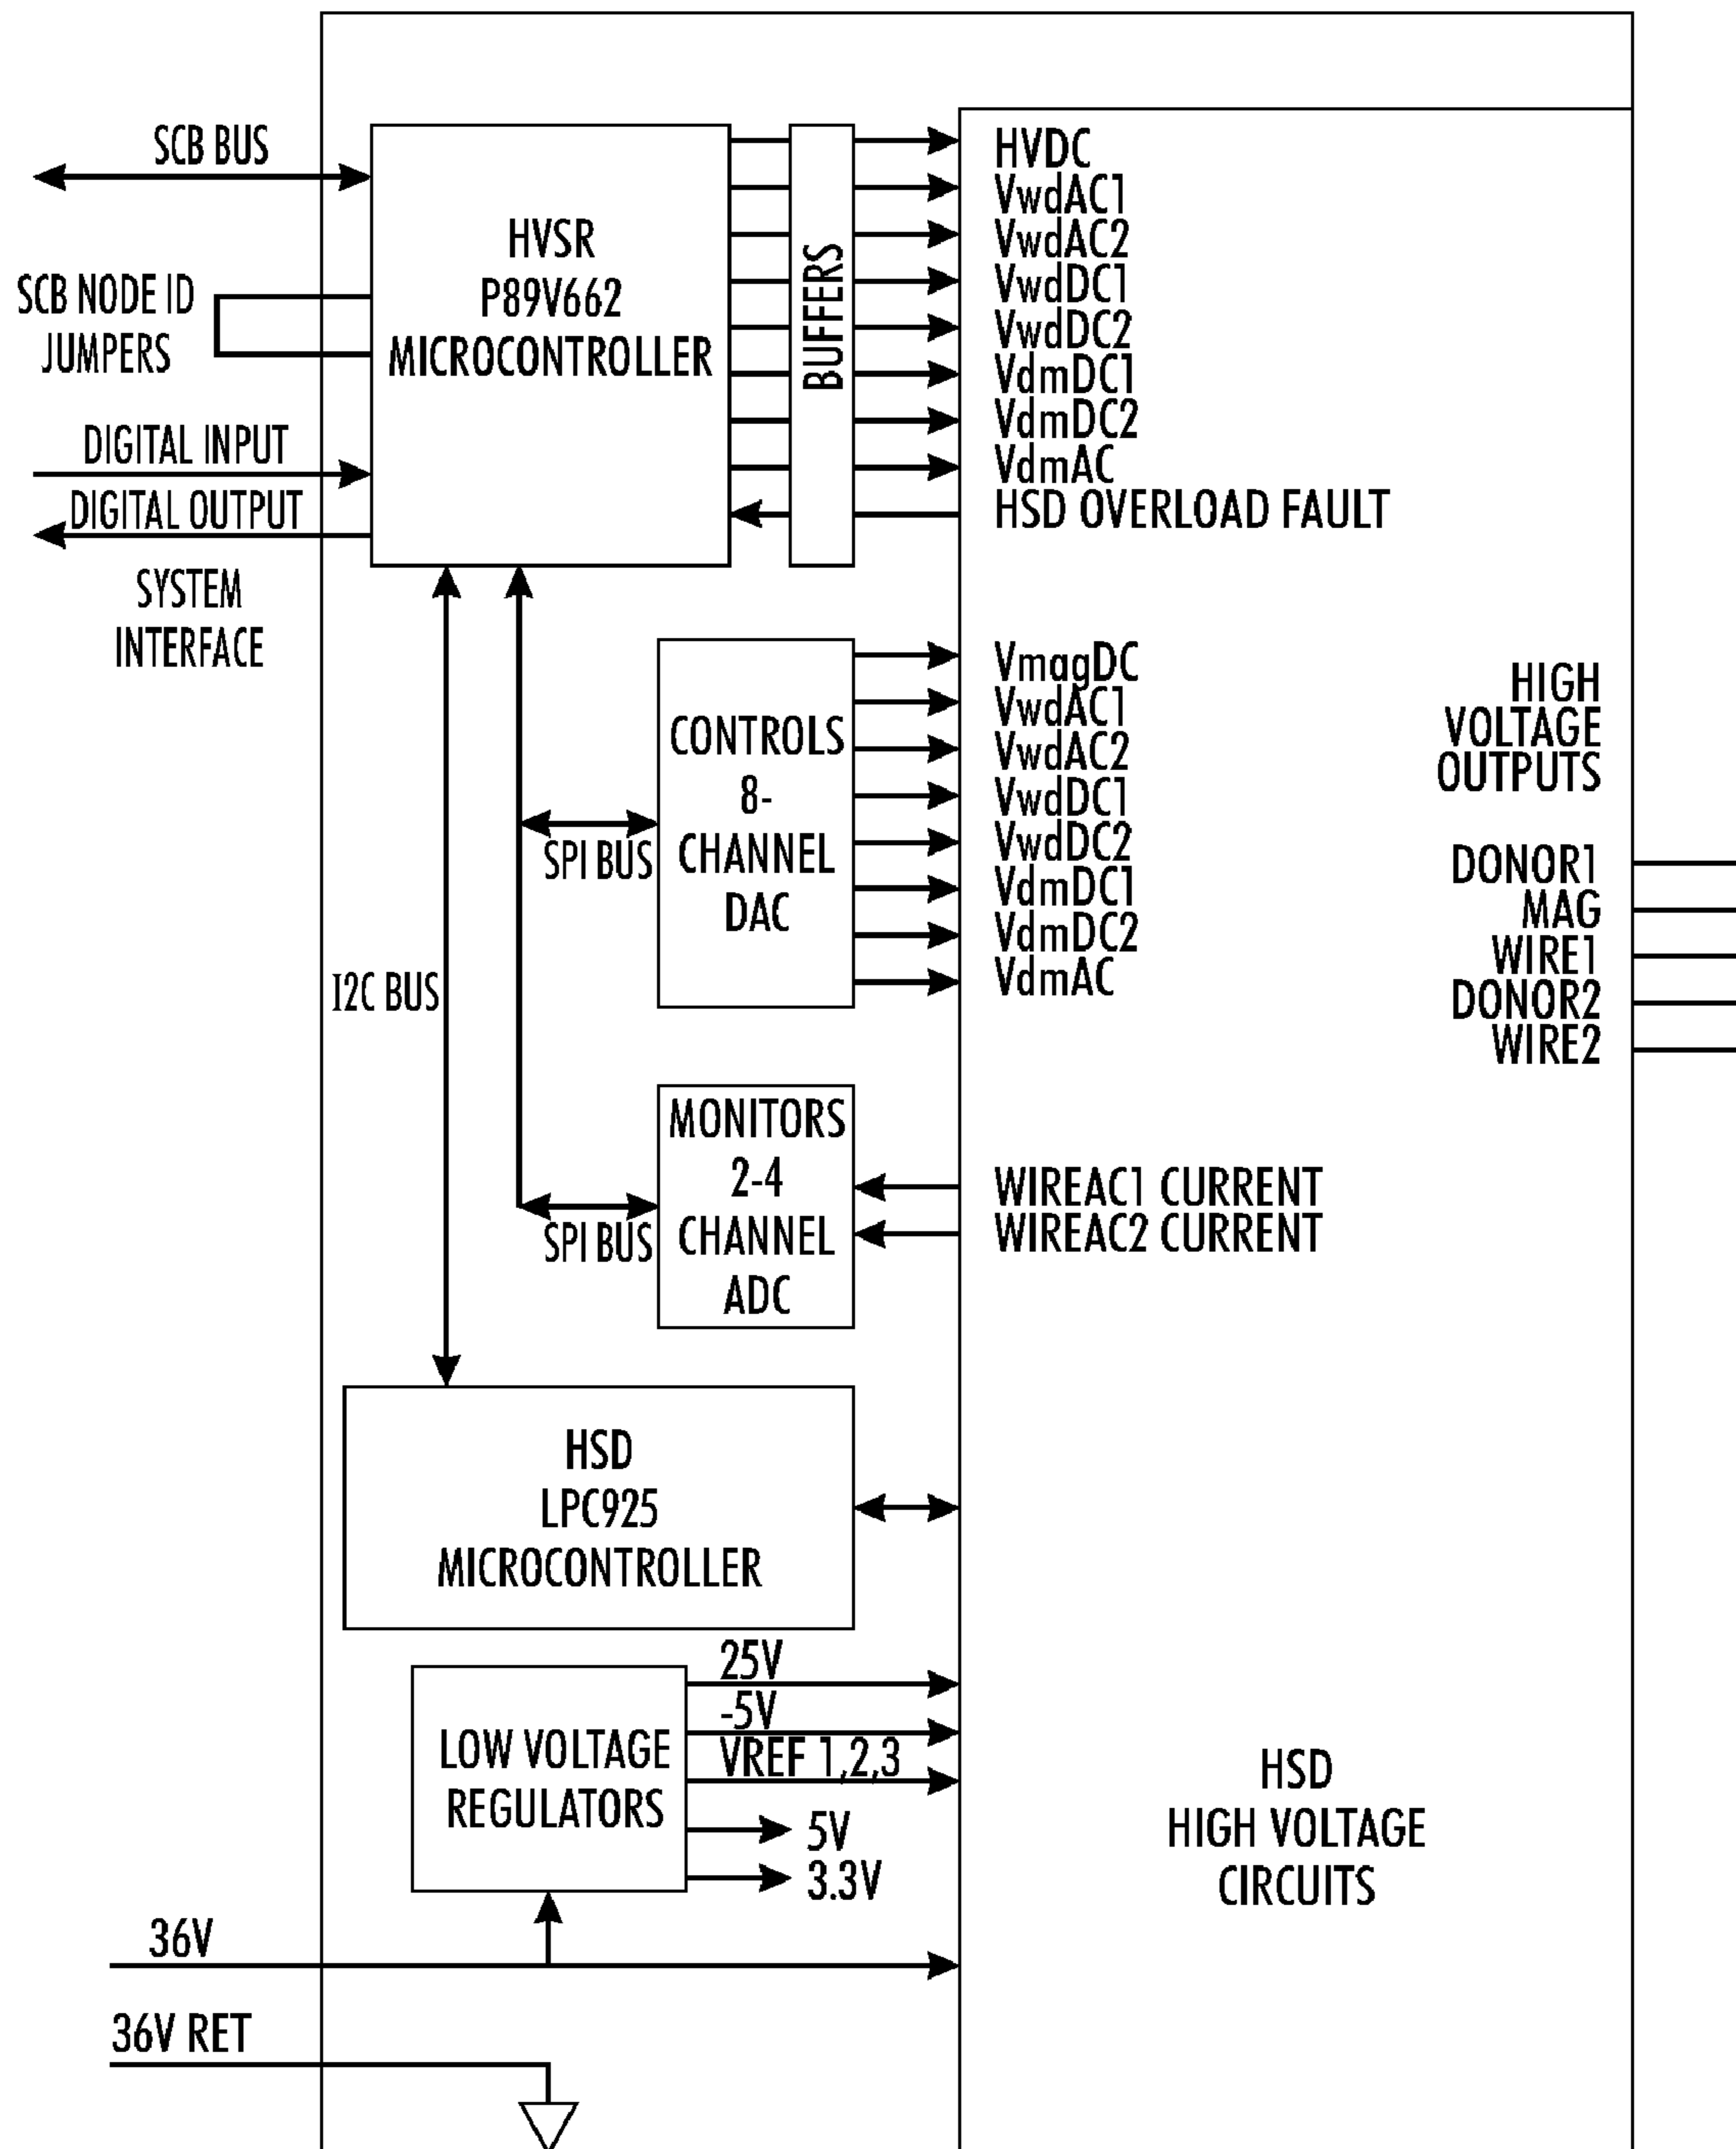 SCB BUS
SCB NODE ID
JUMPERS
DIGITAL INPUT
DIGITAL OUTPUT
SYSTEM
INTERFACE
HVSR
P89V662
MICROCONTROLLER
BUFFERS
HVDC
VwdAC1
VwdAC2
VwdDC1
VwdDC2
VdmDC1
VdmDC2
VdmAC
HSD OVERLOAD FAULT
CONTROLS
8-
CHANNEL
DAC
SPI BUS
VmagDC
VwdAC1
VwdAC2
VwdDC1
VwdDC2
VdmDC1
VdmDC2
VdmAC
HIGH
VOLTAGE
OUTPUTS
DONOR1
MAG
WIRE1
DONOR2
WIRE2
I2C BUS
MONITORS
2-4
CHANNEL
ADC
SPI BUS
WIREAC1 CURRENT
WIREAC2 CURRENT
HSD
LPC925
MICROCONTROLLER
LOW VOLTAGE
REGULATORS
25V
-5V
VREF 1,2,3
5V
3.3V
HSD
HIGH VOLTAGE
CIRCUITS
36V
36V RET